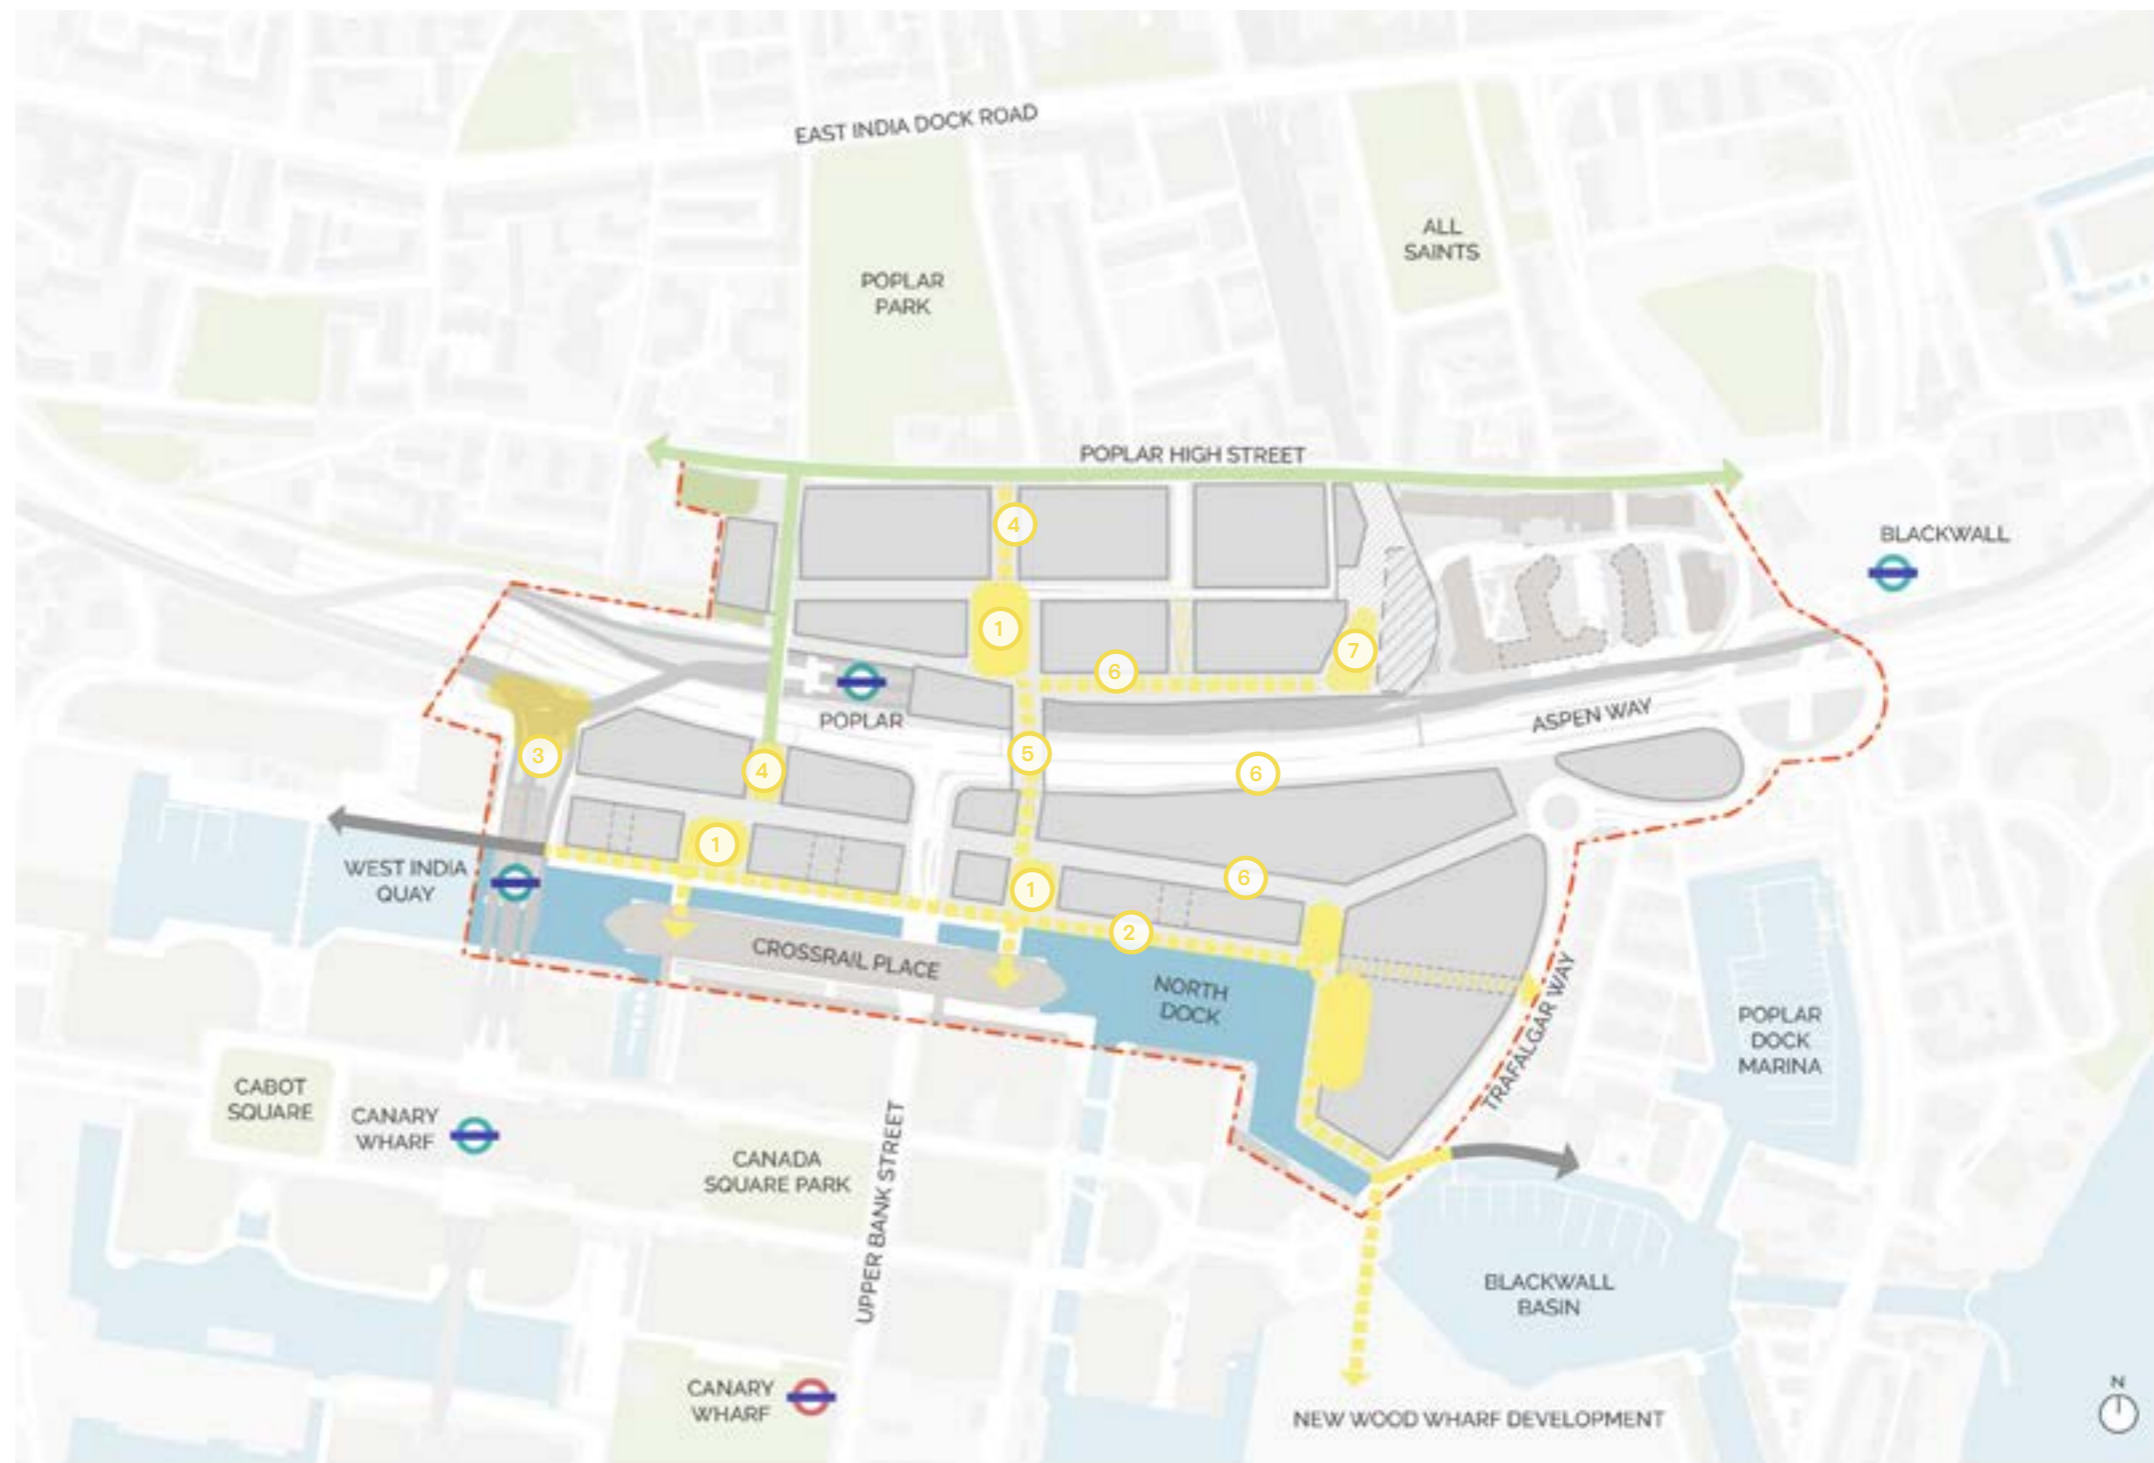 EAST INDIA DOCK ROAD
ALL
SAINTS
POPLAR
PARK
POPLAR HIGH STREET
4
BLACKWALL
1
7
6
POPLAR
ASPEN WAY
3
4
5
6
1
WEST INDIA
QUAY
1
6
2
CROSSRAIL PLACE
NORTH
DOCK
TRAFALGAR WAY
POPLAR
DOCK
MARINA
CABOT
SQUARE
CANARY
WHARF
CANADA
SQUARE PARK
UPPER BANK STREET
BLACKWALL
BASIN
CANARY
WHARF
NEW WOOD WHARF DEVELOPMENT
N